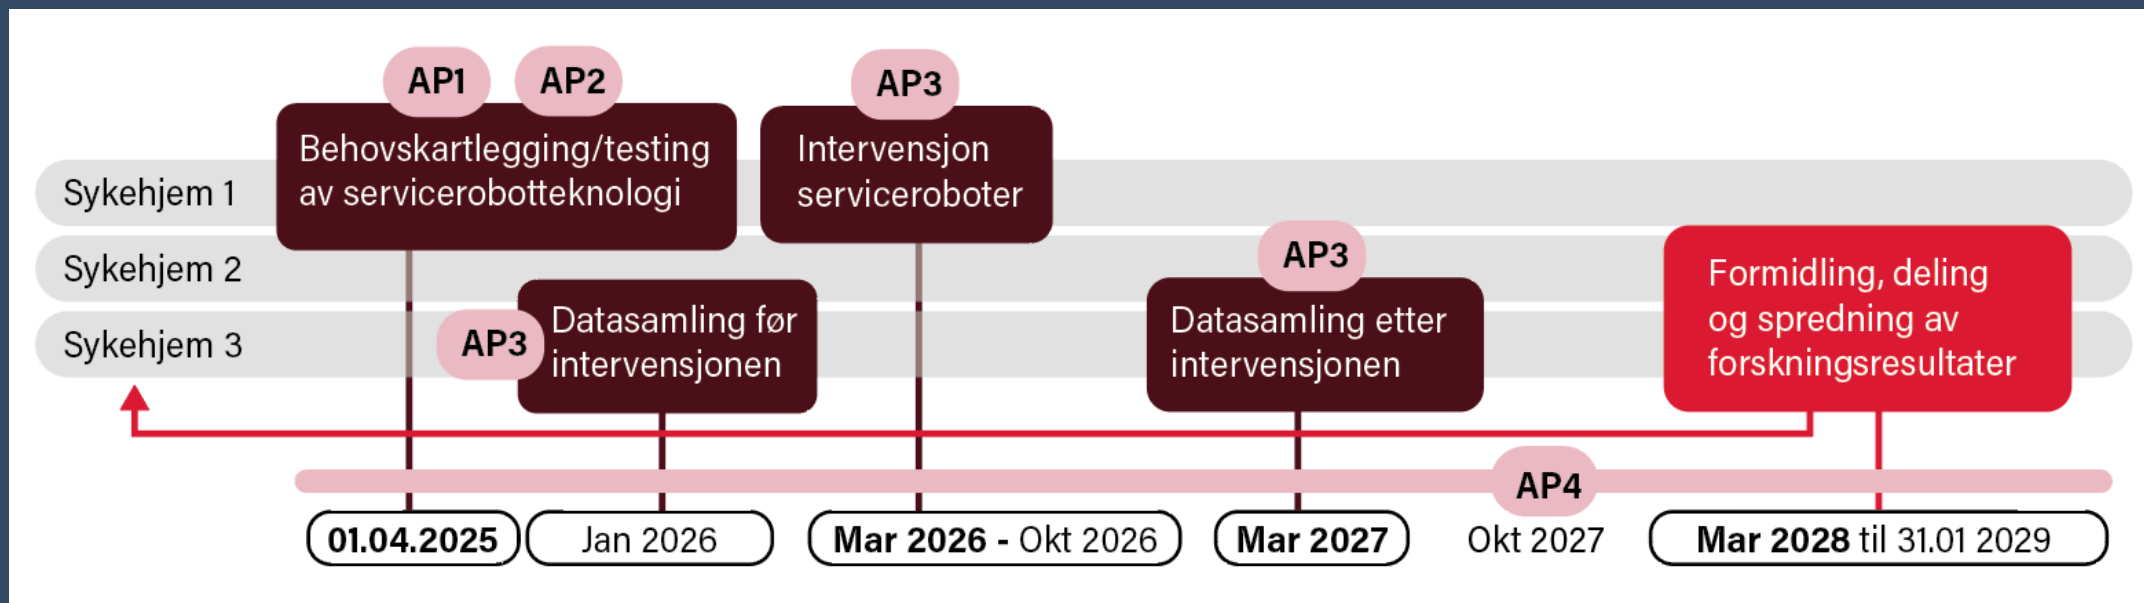 AP1
AP2
AP3
Behovskartlegging/testing
av servicerobotteknologi
Intervensjon
serviceroboter
Sykehjem 1
Sykehjem 2
Sykehjem 3
AP3
Datasamling før
intervensjonen
AP3
Datasamling etter
intervensjonen
Formidling, deling
og spredning av
forskningsresultater
AP4
01.04.2025
Jan 2026
Mar 2026 - Okt 2026
Mar 2027
Okt 2027
Mar 2028 til 31.01 2029